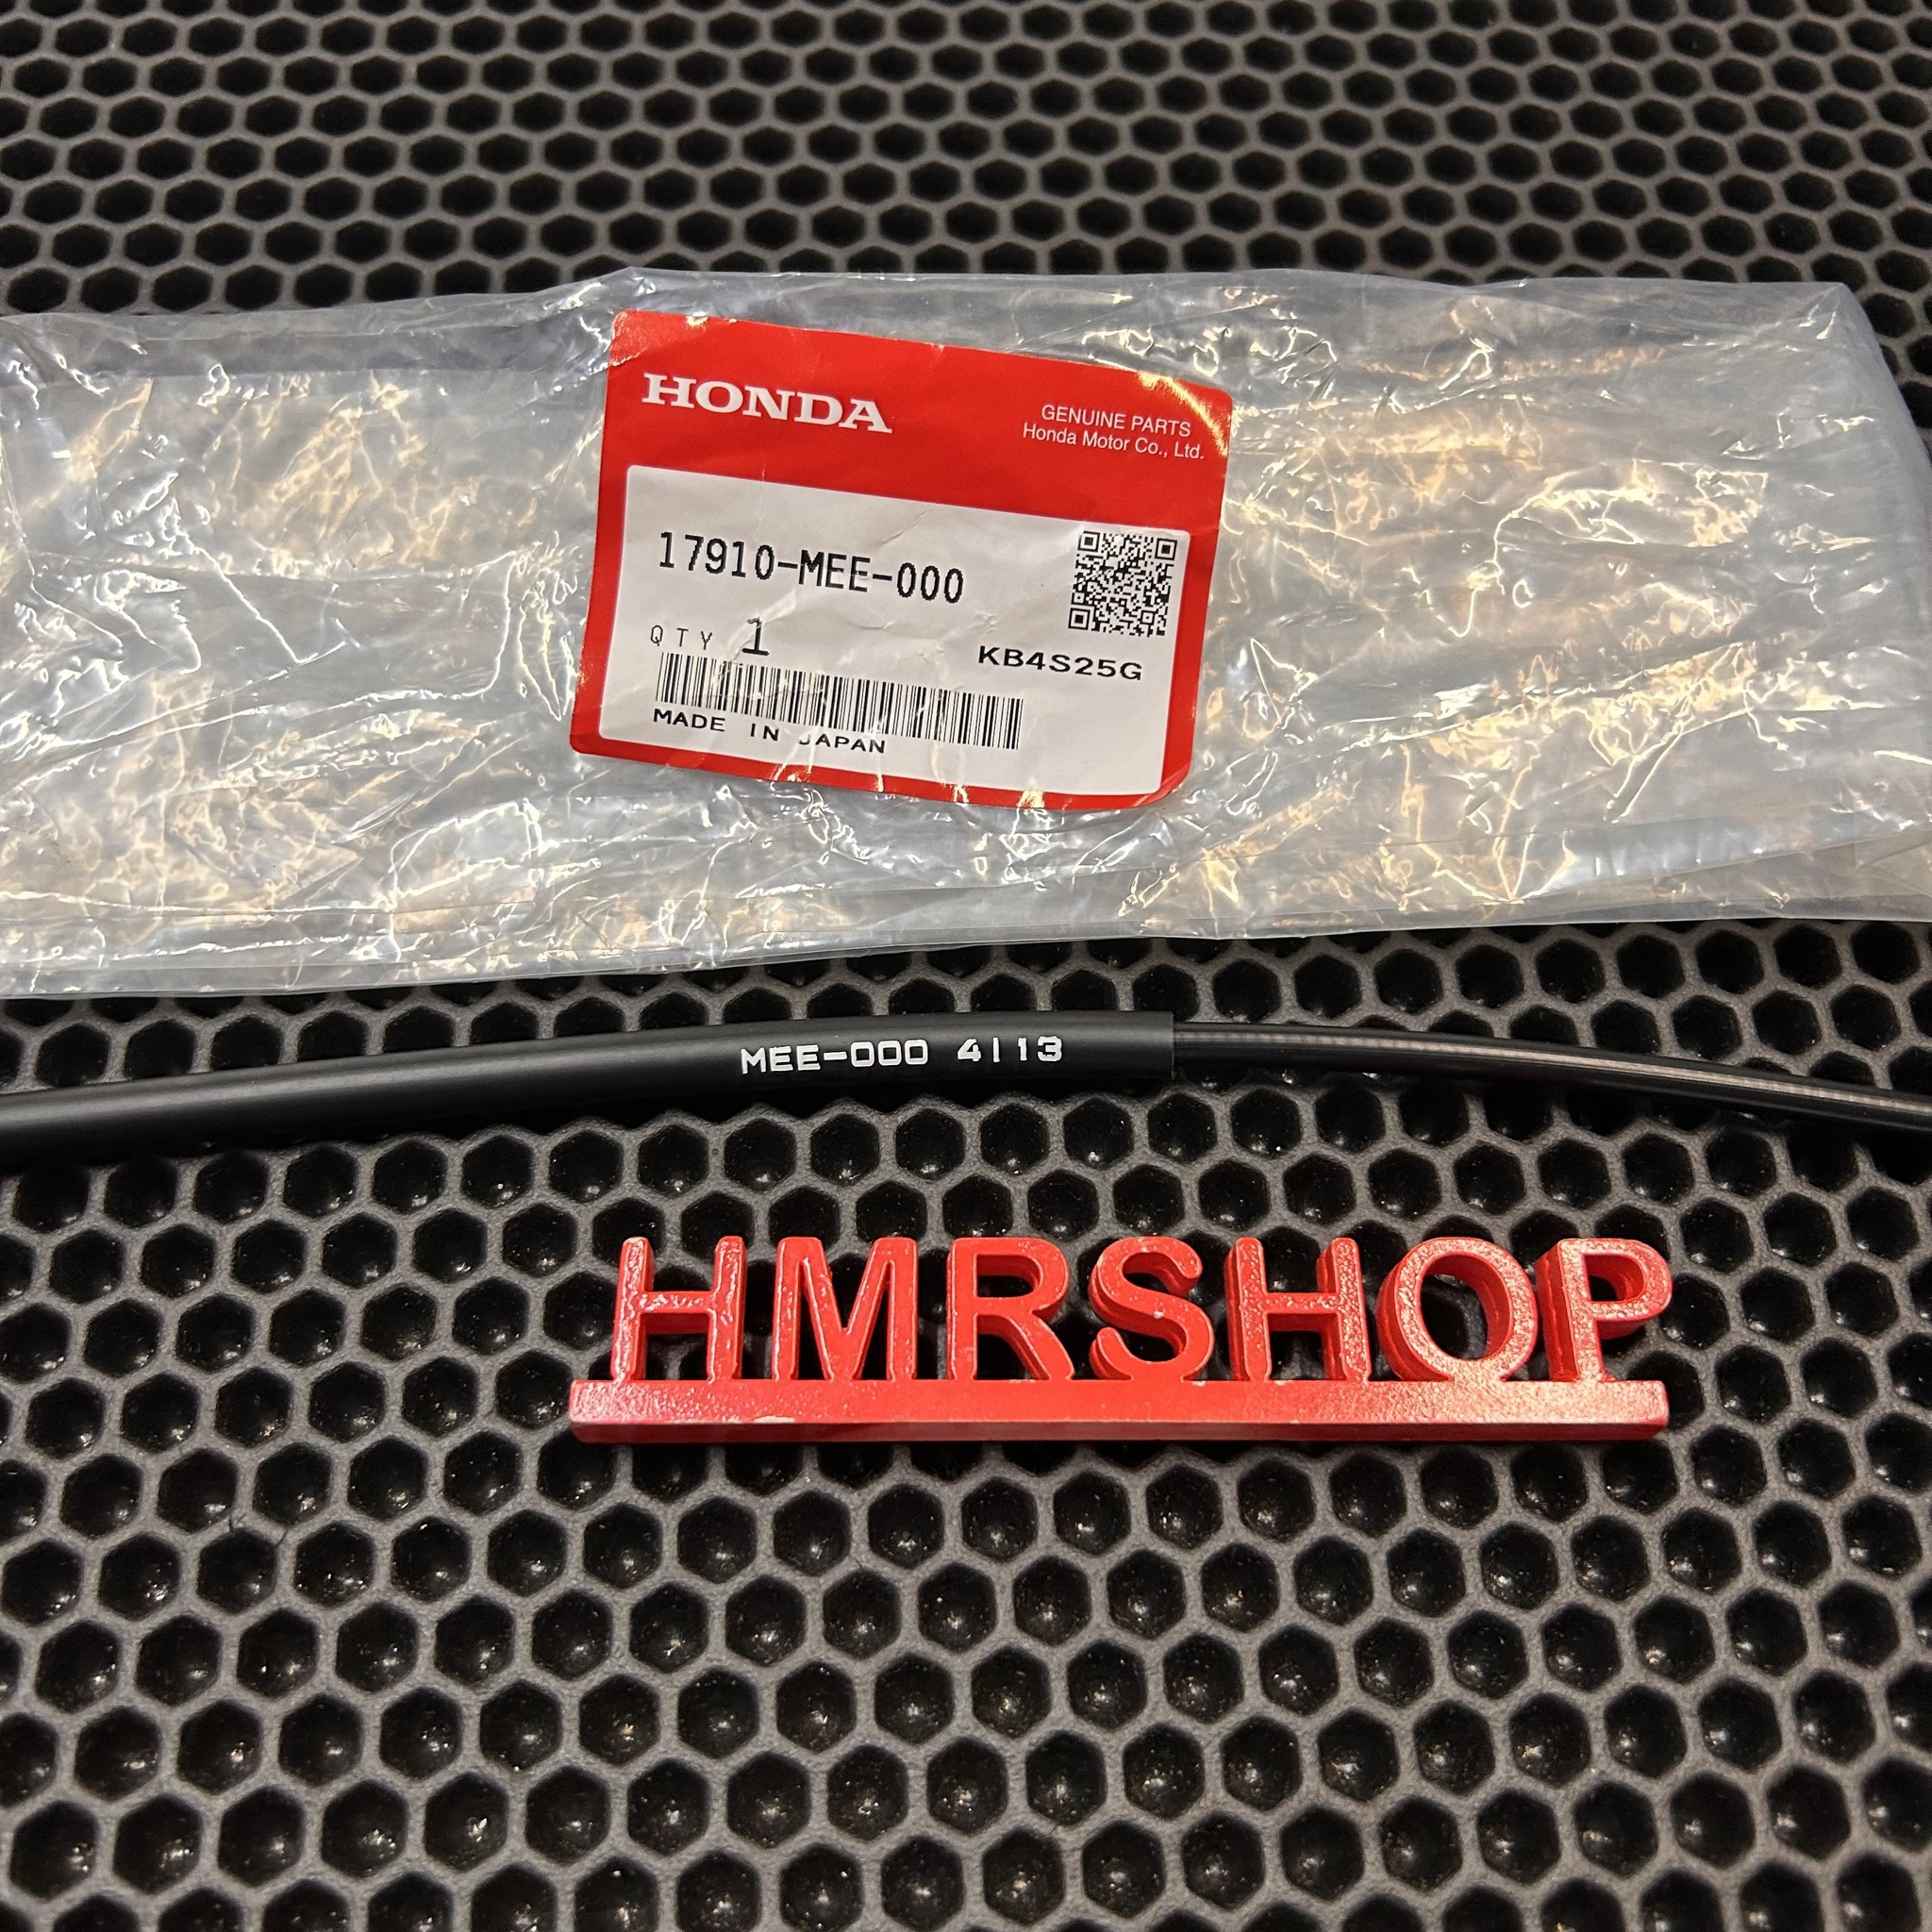 HONDA
GENUINE PARTS
Honda Motor Co., Ltd.
17910-MEE-000
QTY 1
KB4S25G
MADE IN JAPAN
MEE-000 4113
HMRSHOP